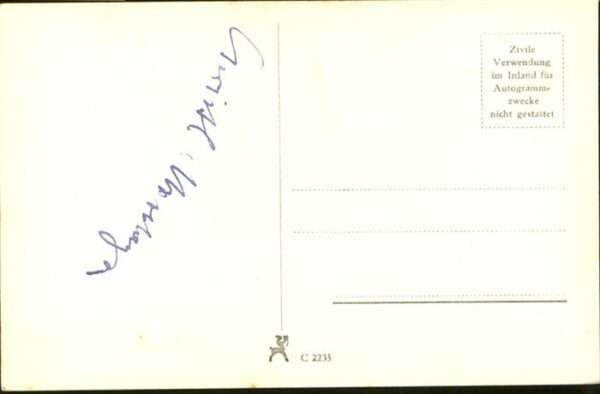 Zivile
Verwendung
im Inland für
Autogramm-
zwecke
nicht gestattet
C 2235